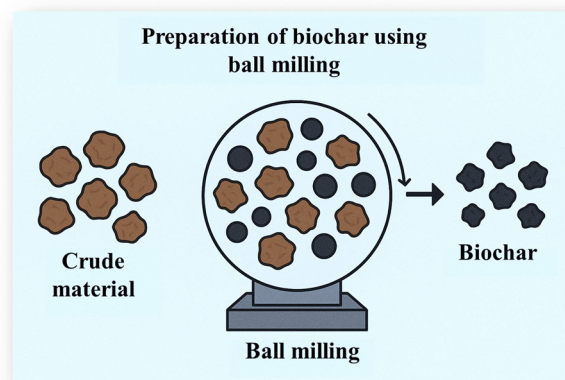 Preparation of biochar using
ball milling
Crude
material
Ball milling
Biochar